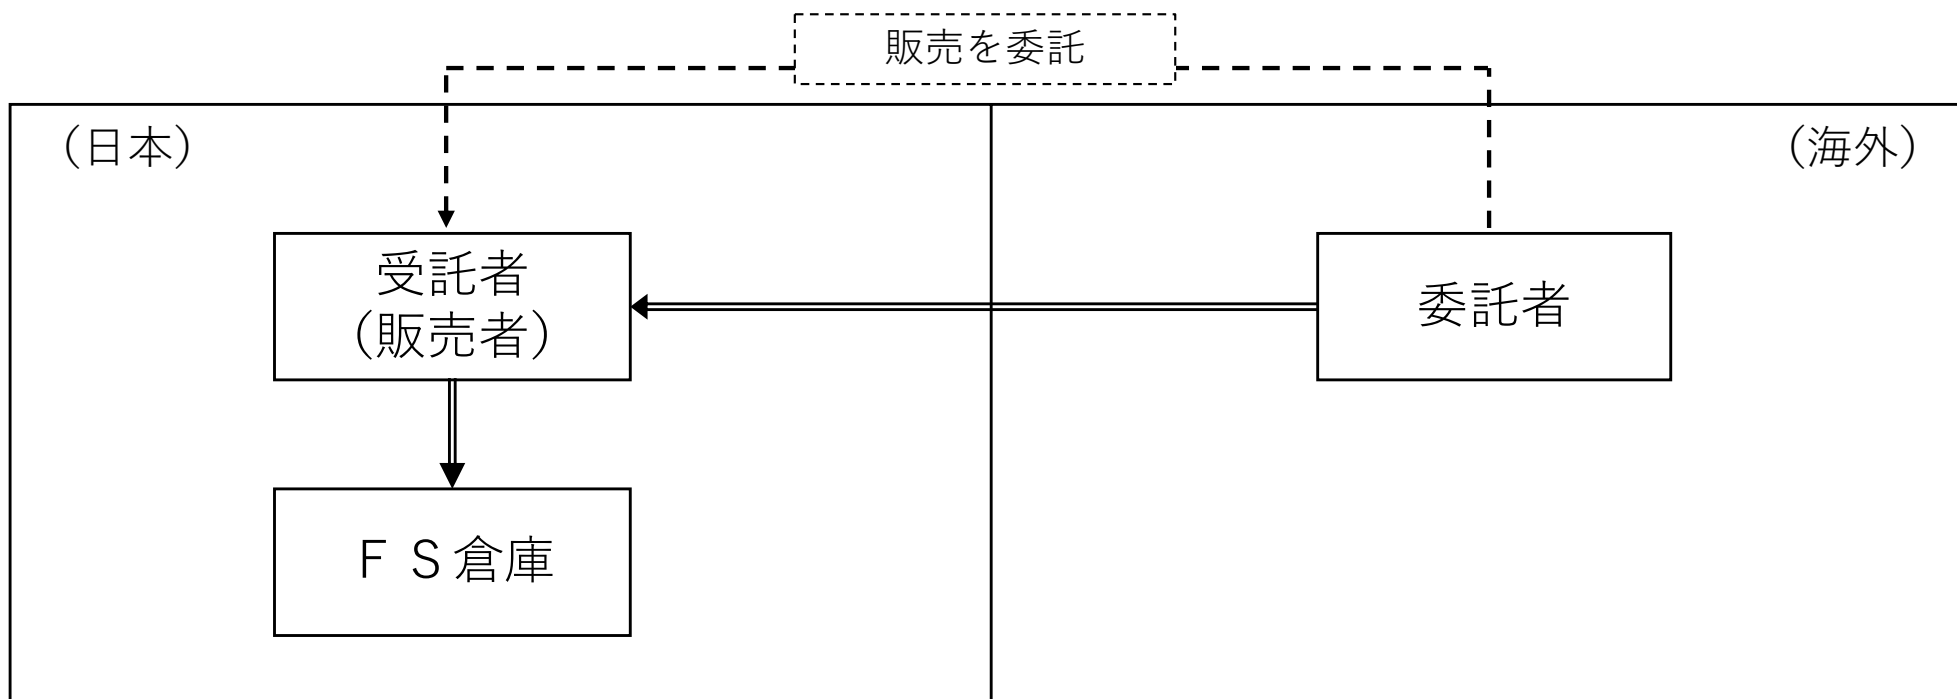 販売を委託
（日本）
（海外）
受託者
（販売者）
委託者
ＦＳ倉庫